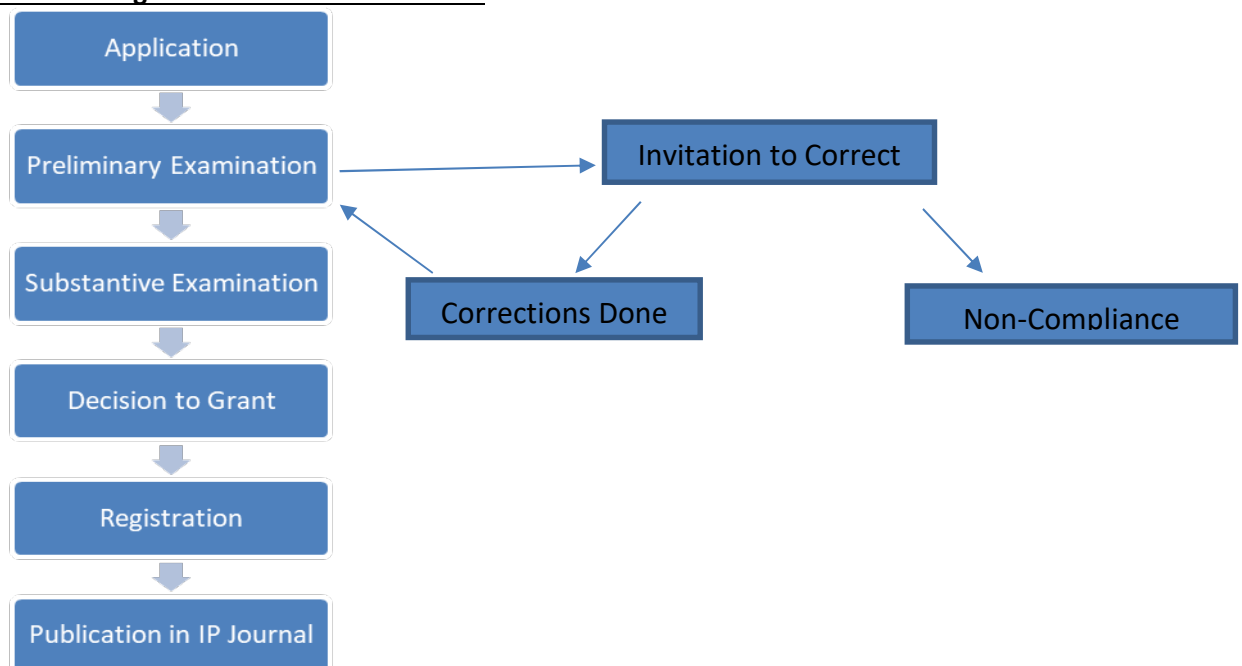 Application
Preliminary Examination
Invitation to Correct
Substantive Examination
Corrections Done
Non-Compliance
Decision to Grant
Registration
Publication in IP Journal